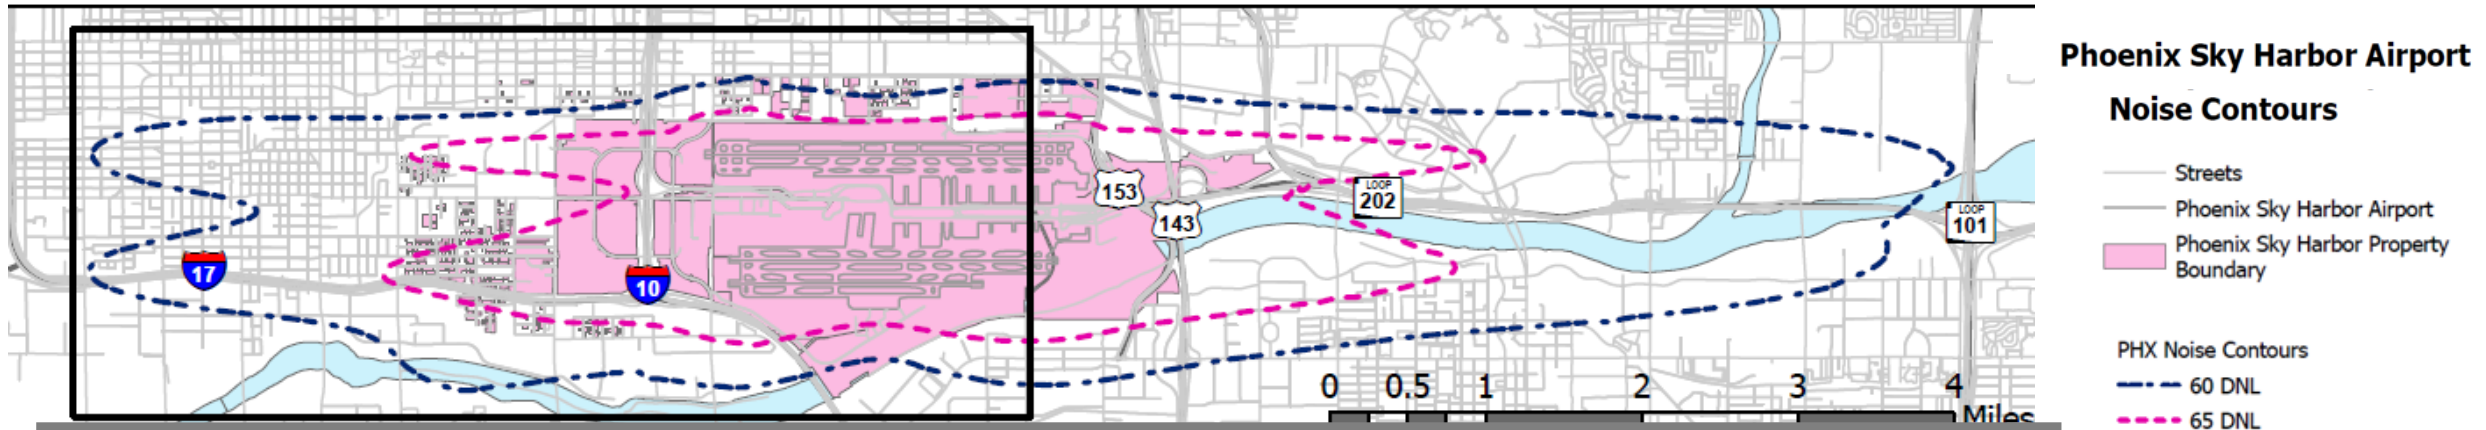 Phoenix Sky Harbor Airport
Noise Contours
Streets
Phoenix Sky Harbor Airport
Phoenix Sky Harbor Property
Boundary
PHX Noise Contours
60 DNL
65 DNL
153
LOOP
202
143
LOOP
101
17
10
0 0.5 1 2 3 4
Miles